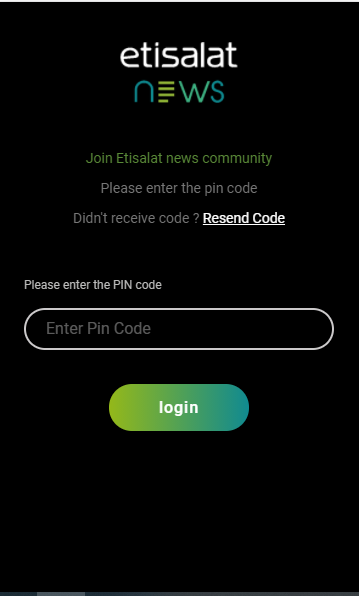 etisalat
news
Join Etisalat news community
Please enter the pin code
Didn't receive code ? Resend Code
Please enter the PIN code
Enter Pin Code
login